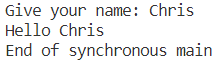 Give your name: Chris
Hello Chris
End of synchronous main